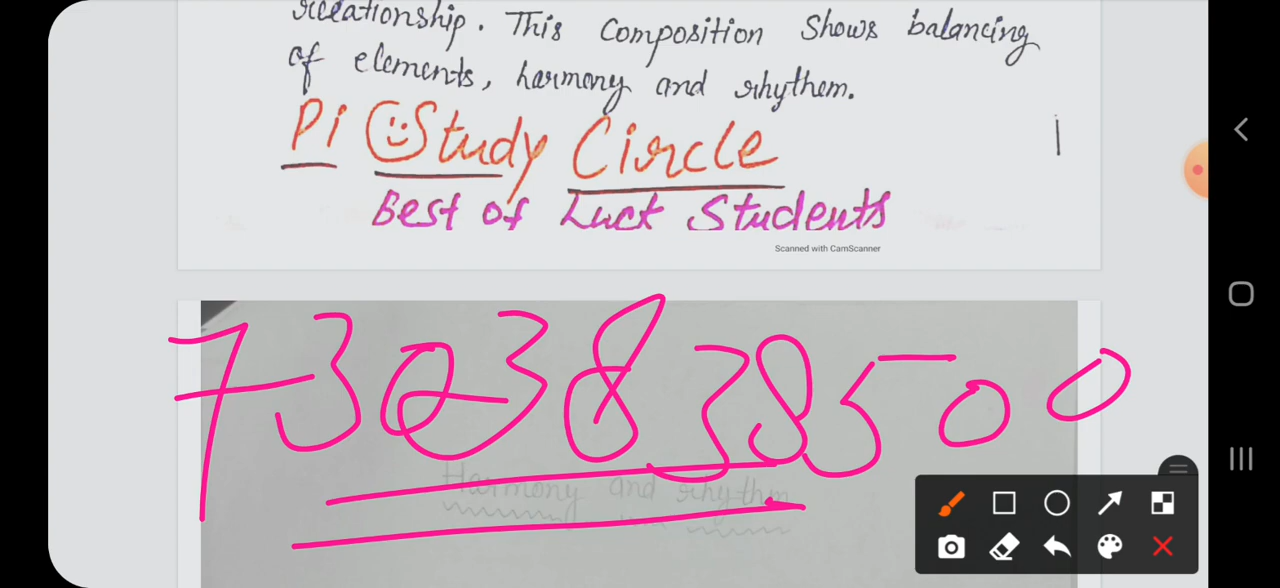 relationship. This Composition Shows balancing
of elements, harmony and rhythem.
Pi Study Circle
Best of Luck Students
Scanned with CamScanner
7303838500
Harmony and rhythm